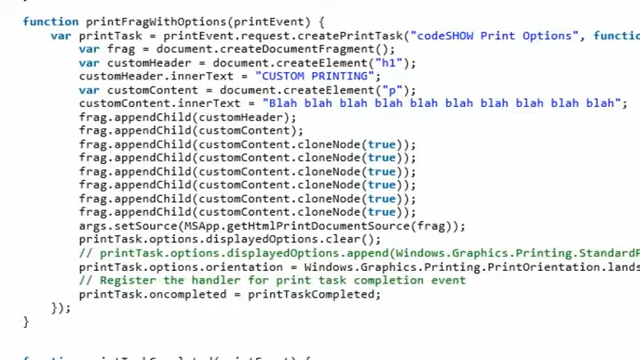 function printFragWithOptions(printEvent) {
var printTask = printEvent.request.createPrintTask("codeSHOW Print Options", functio
var frag = document.createDocumentFragment();
var customHeader = document.createElement("h1");
customHeader.innerText = "CUSTOM PRINTING";
var customContent = document.createElement("p");
customContent.innerText = "Blah blah blah blah blah blah blah blah blah blah";
frag.appendChild(customHeader);
frag.appendChild(customContent);
frag.appendChild(customContent.cloneNode(true));
frag.appendChild(customContent.cloneNode(true));
frag.appendChild(customContent.cloneNode(true));
frag.appendChild(customContent.cloneNode(true));
frag.appendChild(customContent.cloneNode(true));
frag.appendChild(customContent.cloneNode(true));
args.setSource(MSApp.getHtmlPrintDocumentSource(frag));
printTask.options.displayedOptions.clear();
// printTask.options.displayedOptions.append(Windows.Graphics.Printing.StandardP
printTask.options.orientation = Windows.Graphics.Printing.PrintOrientation.lands
// Register the handler for print task completion event
printTask.oncompleted = printTaskCompleted;
});
}